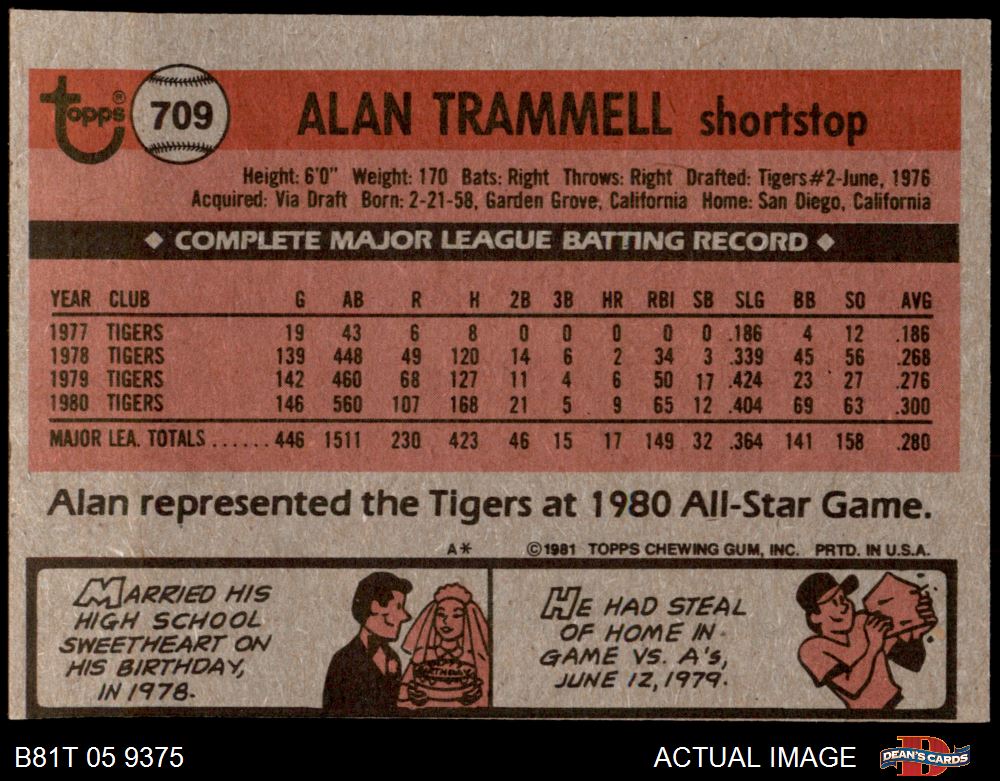 topps® 709 ALAN TRAMMELL shortstop
Height: 6'0" Weight: 170 Bats: Right Throws: Right Drafted: Tigers#2-June, 1976
Acquired: Via Draft Born: 2-21-58, Garden Grove, California Home: San Diego, California
◆ COMPLETE MAJOR LEAGUE BATTING RECORD ◆
YEAR CLUB G AB R H 2B 3B HR RBI SB SLG BB SO AVG
1977 TIGERS 19 43 6 8 0 0 0 0 0 .186 4 12 .186
1978 TIGERS 139 448 49 120 14 6 2 34 3 .339 45 56 .268
1979 TIGERS 142 460 68 127 11 4 6 50 17 .424 23 27 .276
1980 TIGERS 146 560 107 168 21 5 9 65 12 .404 69 63 .300
MAJOR LEA. TOTALS ...... 446 1511 230 423 46 15 17 149 32 .364 141 158 .280
Alan represented the Tigers at 1980 All-Star Game.
A* ©1981 TOPPS CHEWING GUM, INC. PRTD. IN U.S.A.
MARRIED HIS
HIGH SCHOOL
SWEETHEART ON
HIS BIRTHDAY,
IN 1978.
HAPPY
BIRTHDAY
HE HAD STEAL
OF HOME IN
GAME VS. A's,
JUNE 12, 1979.
B81T 05 9375 ACTUAL IMAGE DEAN'S CARDS